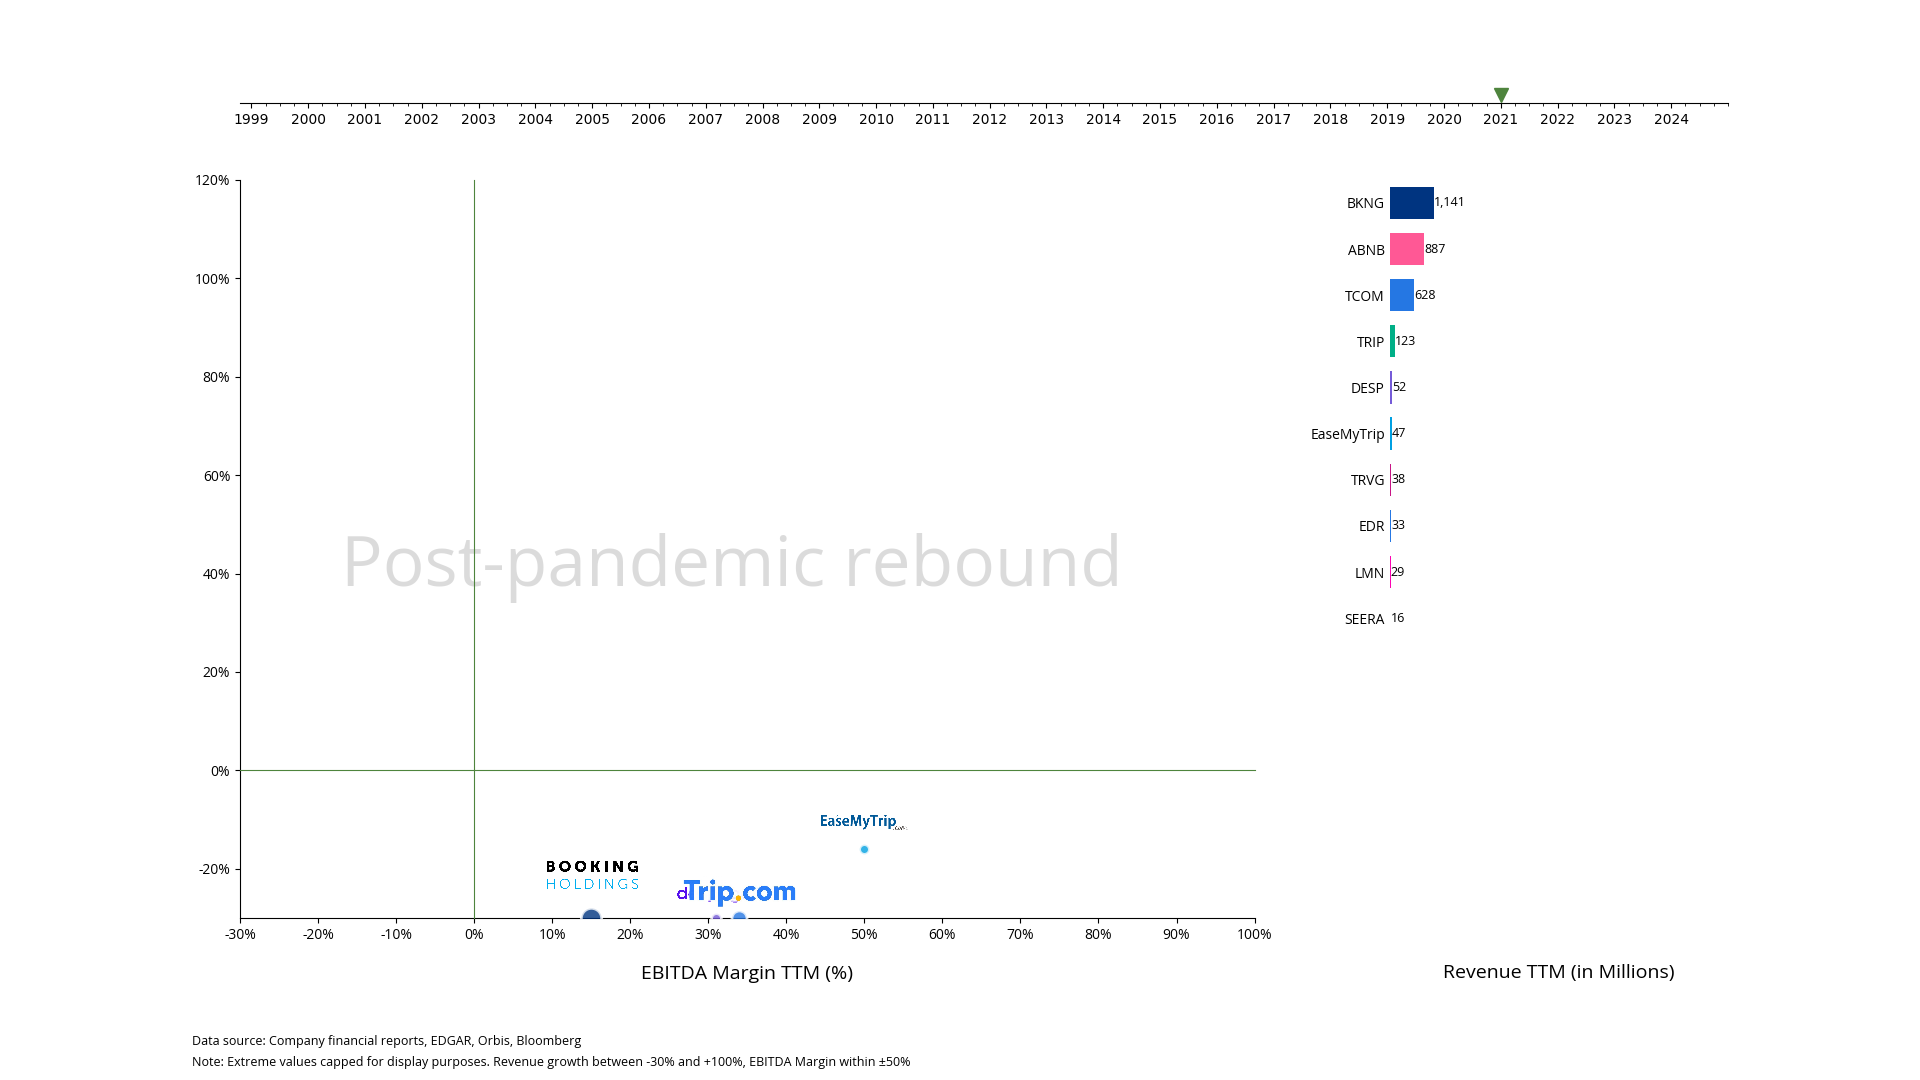 1999 2000 2001 2002 2003 2004 2005 2006 2007 2008 2009 2010 2011 2012 2013 2014 2015 2016 2017 2018 2019 2020 2021 2022 2023 2024
120%
100%
80%
60%
40%
20%
0%
-20%
Post-pandemic rebound
EaseMyTrip
BOOKING
HOLDINGS
Trip.com
-30% -20% -10% 0% 10% 20% 30% 40% 50% 60% 70% 80% 90% 100%
EBITDA Margin TTM (%)
BKNG 1,141
ABNB 887
TCOM 628
TRIP 123
DESP 52
EaseMyTrip 47
TRVG 38
EDR 33
LMN 29
SEERA 16
Revenue TTM (in Millions)
Data source: Company financial reports, EDGAR, Orbis, Bloomberg
Note: Extreme values capped for display purposes. Revenue growth between -30% and +100%, EBITDA Margin within ±50%